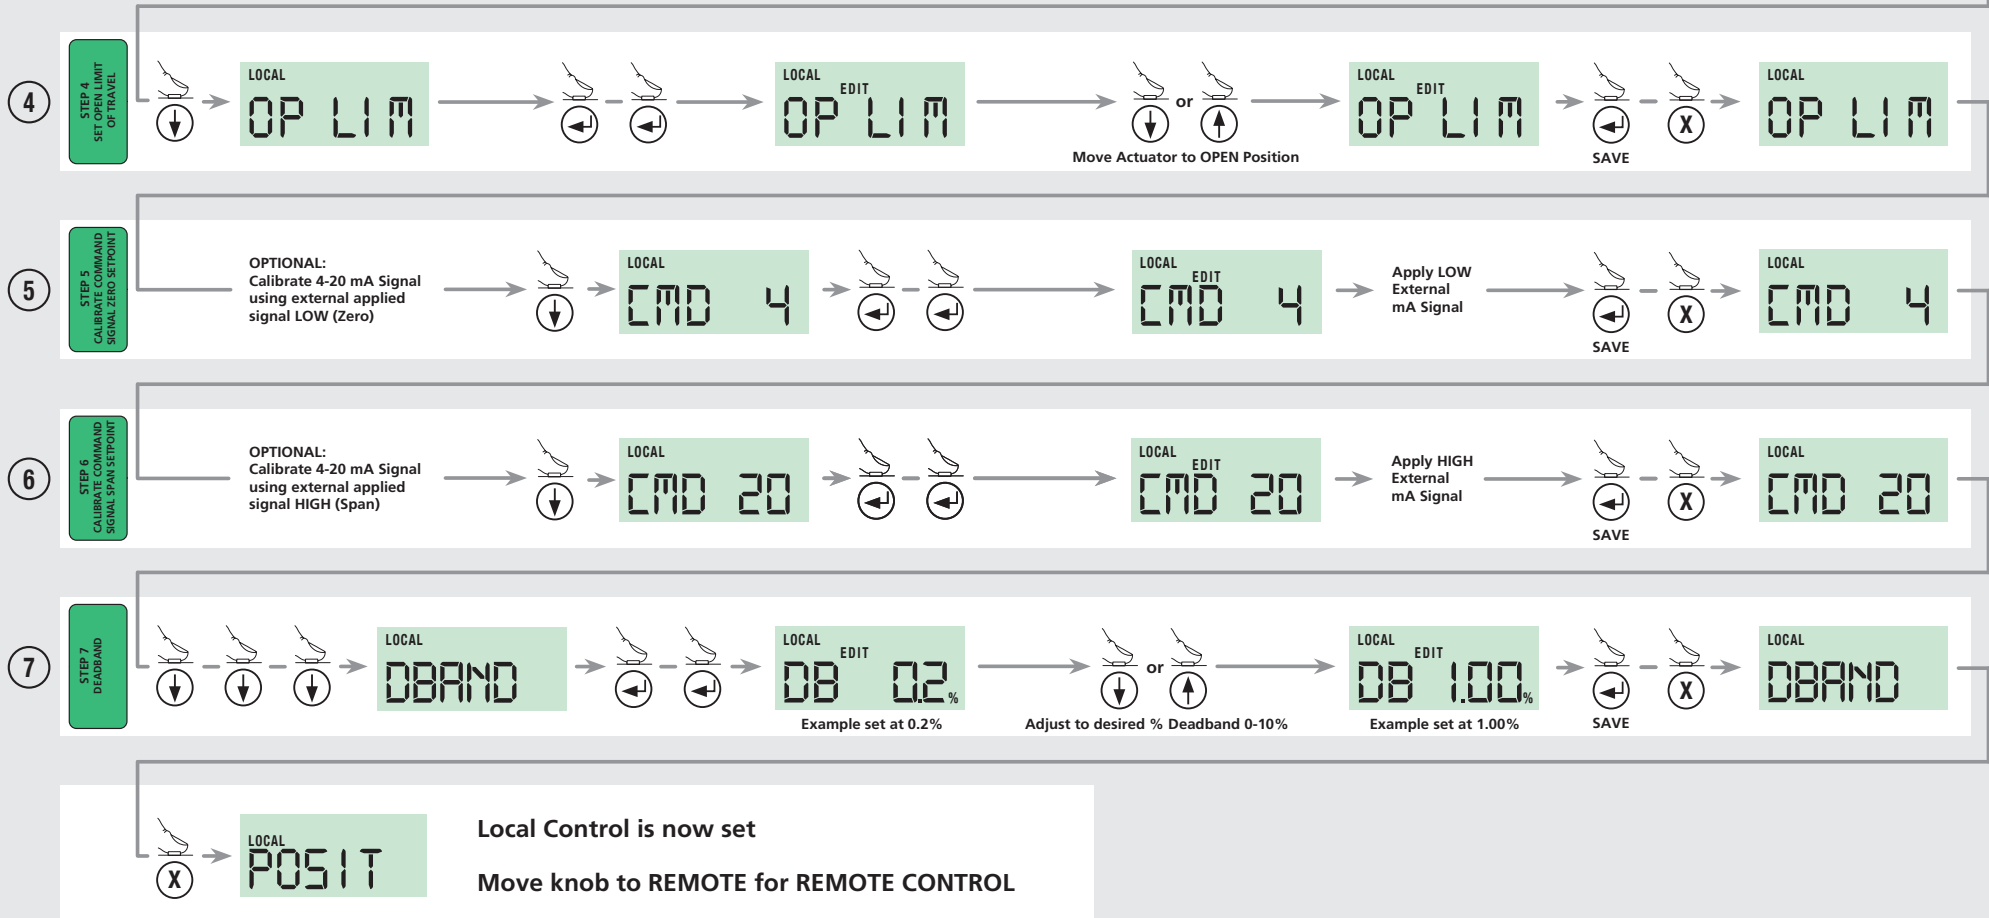 4
STEP 4
SET OPEN LIMIT
OF TRAVEL
LOCAL
OP LIM
LOCAL
EDIT
OP LIM
or
Move Actuator to OPEN Position
LOCAL
EDIT
OP LIM
X
SAVE
LOCAL
OP LIM
5
STEP 5
CALIBRATE COMMAND
SIGNAL ZERO SETPOINT
OPTIONAL:
Calibrate 4-20 mA Signal
using external applied
signal LOW (Zero)
LOCAL
CMD 4
LOCAL
EDIT
CMD 4
Apply LOW
External
mA Signal
X
SAVE
LOCAL
CMD 4
6
STEP 6
CALIBRATE COMMAND
SIGNAL SPAN SETPOINT
OPTIONAL:
Calibrate 4-20 mA Signal
using external applied
signal HIGH (Span)
LOCAL
CMD 20
LOCAL
EDIT
CMD 20
Apply HIGH
External
mA Signal
X
SAVE
LOCAL
CMD 20
7
STEP 7
DEADBAND
LOCAL
DBAND
LOCAL
EDIT
DB 0.2%
Example set at 0.2%
or
Adjust to desired % Deadband 0-10%
LOCAL
EDIT
DB 1.00%
Example set at 1.00%
X
SAVE
LOCAL
DBAND
X
LOCAL
POSIT
Local Control is now set
Move knob to REMOTE for REMOTE CONTROL